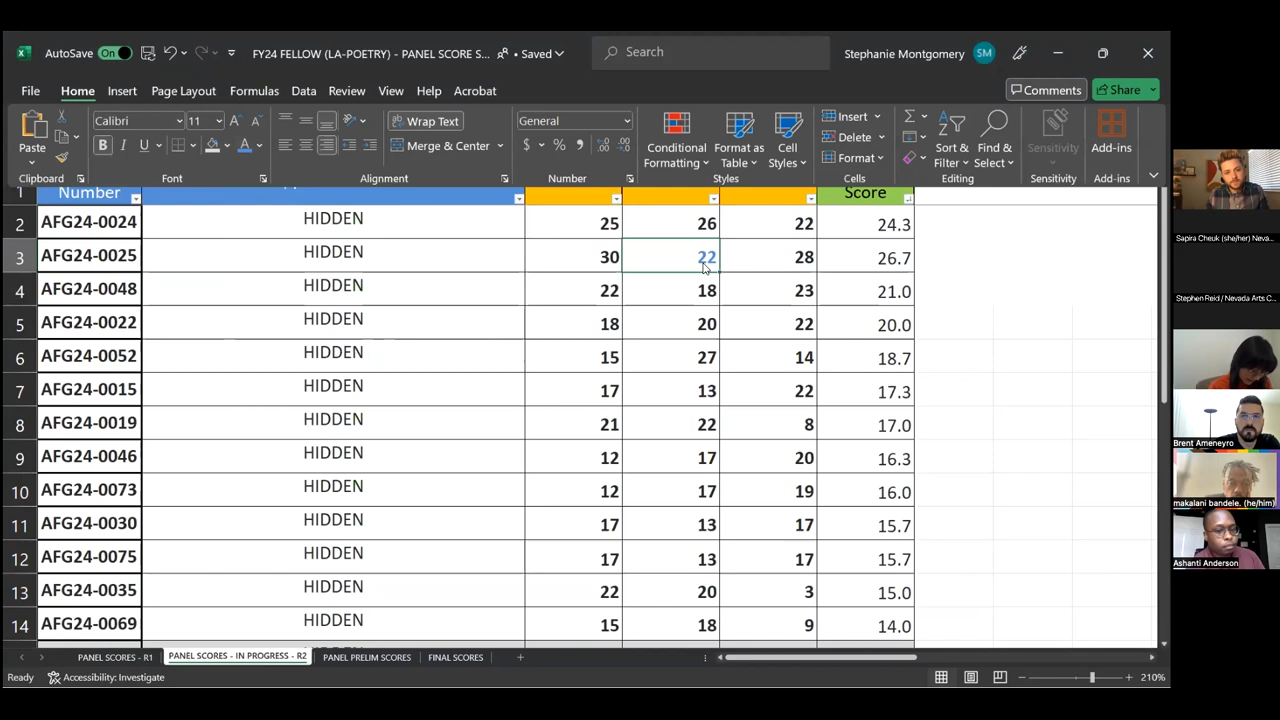 AutoSave On FY24 FELLOW (LA-POETRY) - PANEL SCORE S... • Saved Search Stephanie Montgomery SM
File Home Insert Page Layout Formulas Data Review View Help Acrobat Comments Share
Paste Calibri 11 Wrap Text General Conditional Formatting Format as Table Cell Styles Insert Delete Format Sort & Filter Find & Select Sensitivity Add-ins
B I U Merge & Center $ % ,
Clipboard Font Alignment Number Styles Cells Editing Sensitivity Add-ins
1 Number Score
2 AFG24-0024 HIDDEN 25 26 22 24.3
3 AFG24-0025 HIDDEN 30 22 28 26.7
4 AFG24-0048 HIDDEN 22 18 23 21.0
5 AFG24-0022 HIDDEN 18 20 22 20.0
6 AFG24-0052 HIDDEN 15 27 14 18.7
7 AFG24-0015 HIDDEN 17 13 22 17.3
8 AFG24-0019 HIDDEN 21 22 8 17.0
9 AFG24-0046 HIDDEN 12 17 20 16.3
10 AFG24-0073 HIDDEN 12 17 19 16.0
11 AFG24-0030 HIDDEN 17 13 17 15.7
12 AFG24-0075 HIDDEN 17 13 17 15.7
13 AFG24-0035 HIDDEN 22 20 3 15.0
14 AFG24-0069 HIDDEN 15 18 9 14.0
PANEL SCORES - R1 PANEL SCORES - IN PROGRESS - R2 PANEL PRELIM SCORES FINAL SCORES
Ready Accessibility: Investigate 210%
Sapira Cheuk (she/her) Neva...
Stephen Reid / Nevada Arts C...
Brent Ameneyro
makalani bandele. (he/him)
Ashanti Anderson